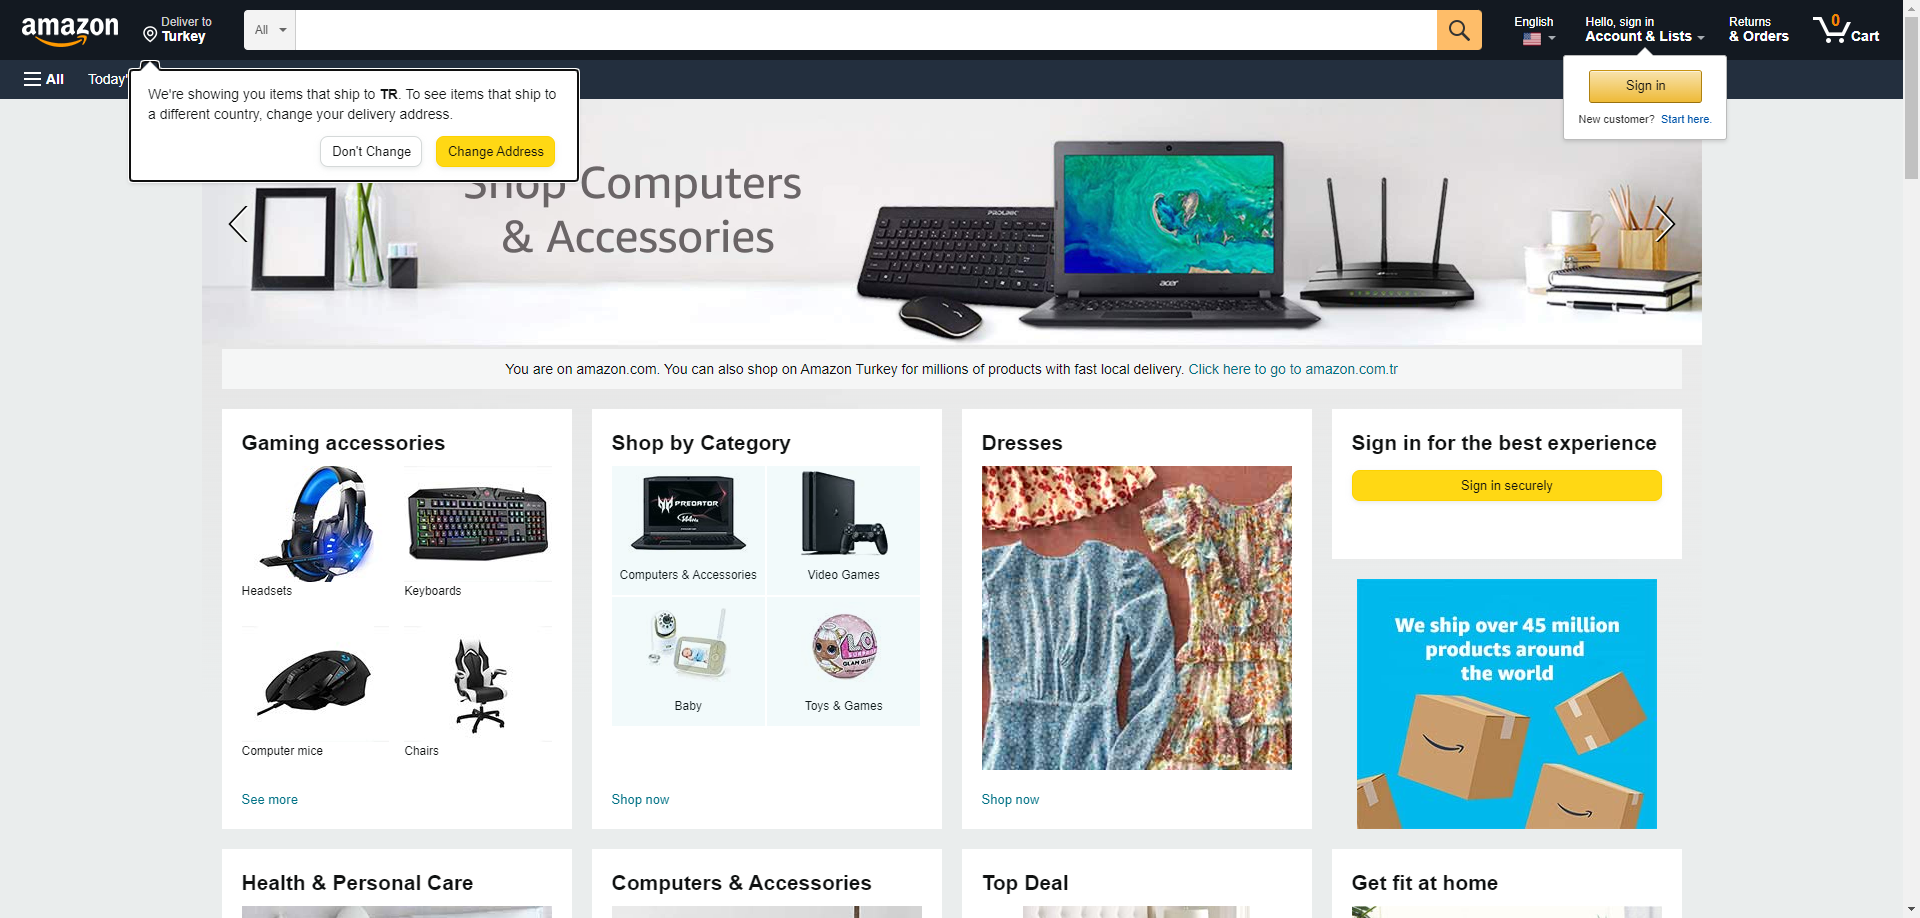 amazon
Deliver to
Turkey
All
English
Hello, sign in
Account & Lists
Returns
& Orders
0
Cart
All
Today'
We're showing you items that ship to TR. To see items that ship to
a different country, change your delivery address.
Don't Change
Change Address
Sign in
New customer? Start here.
Shop Computers
& Accessories
PROLINK
acer
You are on amazon.com. You can also shop on Amazon Turkey for millions of products with fast local delivery. Click here to go to amazon.com.tr
Gaming accessories
Headsets
Keyboards
Computer mice
Chairs
See more
Shop by Category
PREDATOR
Computers & Accessories
Video Games
Baby
L.O.L
SURPRISE
GLAM GLITTER
Toys & Games
Shop now
Dresses
Shop now
Sign in for the best experience
Sign in securely
We ship over 45 million
products around
the world
Health & Personal Care
Computers & Accessories
Top Deal
Get fit at home